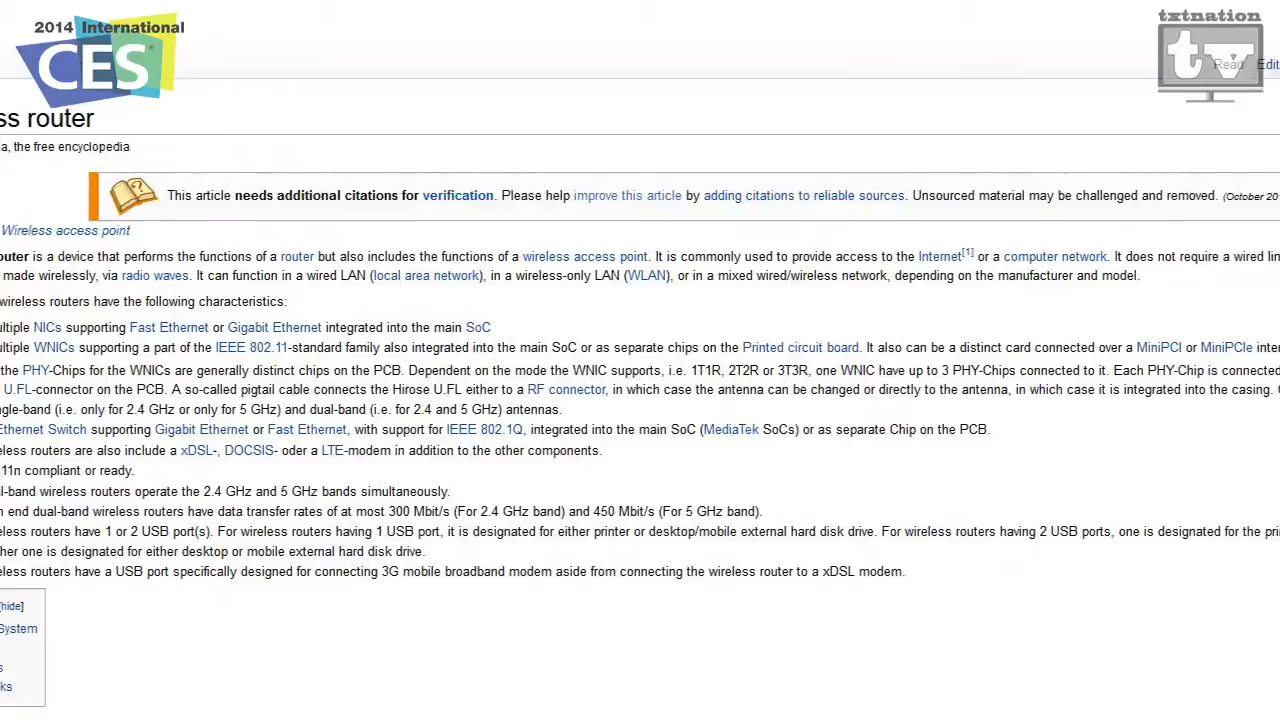 2014 International
CES
txtnation
tv
Read Edit
ss router
a, the free encyclopedia
This article needs additional citations for verification. Please help improve this article by adding citations to reliable sources. Unsourced material may be challenged and removed. (October 20
Wireless access point
outer is a device that performs the functions of a router but also includes the functions of a wireless access point. It is commonly used to provide access to the Internet[1] or a computer network. It does not require a wired lin
made wirelessly, via radio waves. It can function in a wired LAN (local area network), in a wireless-only LAN (WLAN), or in a mixed wired/wireless network, depending on the manufacturer and model.
wireless routers have the following characteristics:
ultiple NICs supporting Fast Ethernet or Gigabit Ethernet integrated into the main SoC
ultiple WNICs supporting a part of the IEEE 802.11-standard family also integrated into the main SoC or as separate chips on the Printed circuit board. It also can be a distinct card connected over a MiniPCI or MiniPCIe inter
the PHY-Chips for the WNICs are generally distinct chips on the PCB. Dependent on the mode the WNIC supports, i.e. 1T1R, 2T2R or 3T3R, one WNIC have up to 3 PHY-Chips connected to it. Each PHY-Chip is connected
U.FL-connector on the PCB. A so-called pigtail cable connects the Hirose U.FL either to a RF connector, in which case the antenna can be changed or directly to the antenna, in which case it is integrated into the casing.
ngle-band (i.e. only for 2.4 GHz or only for 5 GHz) and dual-band (i.e. for 2.4 and 5 GHz) antennas.
Ethernet Switch supporting Gigabit Ethernet or Fast Ethernet, with support for IEEE 802.1Q, integrated into the main SoC (MediaTek SoCs) or as separate Chip on the PCB.
eless routers are also include a xDSL-, DOCSIS- oder a LTE-modem in addition to the other components.
11n compliant or ready.
l-band wireless routers operate the 2.4 GHz and 5 GHz bands simultaneously.
h end dual-band wireless routers have data transfer rates of at most 300 Mbit/s (For 2.4 GHz band) and 450 Mbit/s (For 5 GHz band).
eless routers have 1 or 2 USB port(s). For wireless routers having 1 USB port, it is designated for either printer or desktop/mobile external hard disk drive. For wireless routers having 2 USB ports, one is designated for the pri
her one is designated for either desktop or mobile external hard disk drive.
eless routers have a USB port specifically designed for connecting 3G mobile broadband modem aside from connecting the wireless router to a xDSL modem.
[hide]
System
s
ks